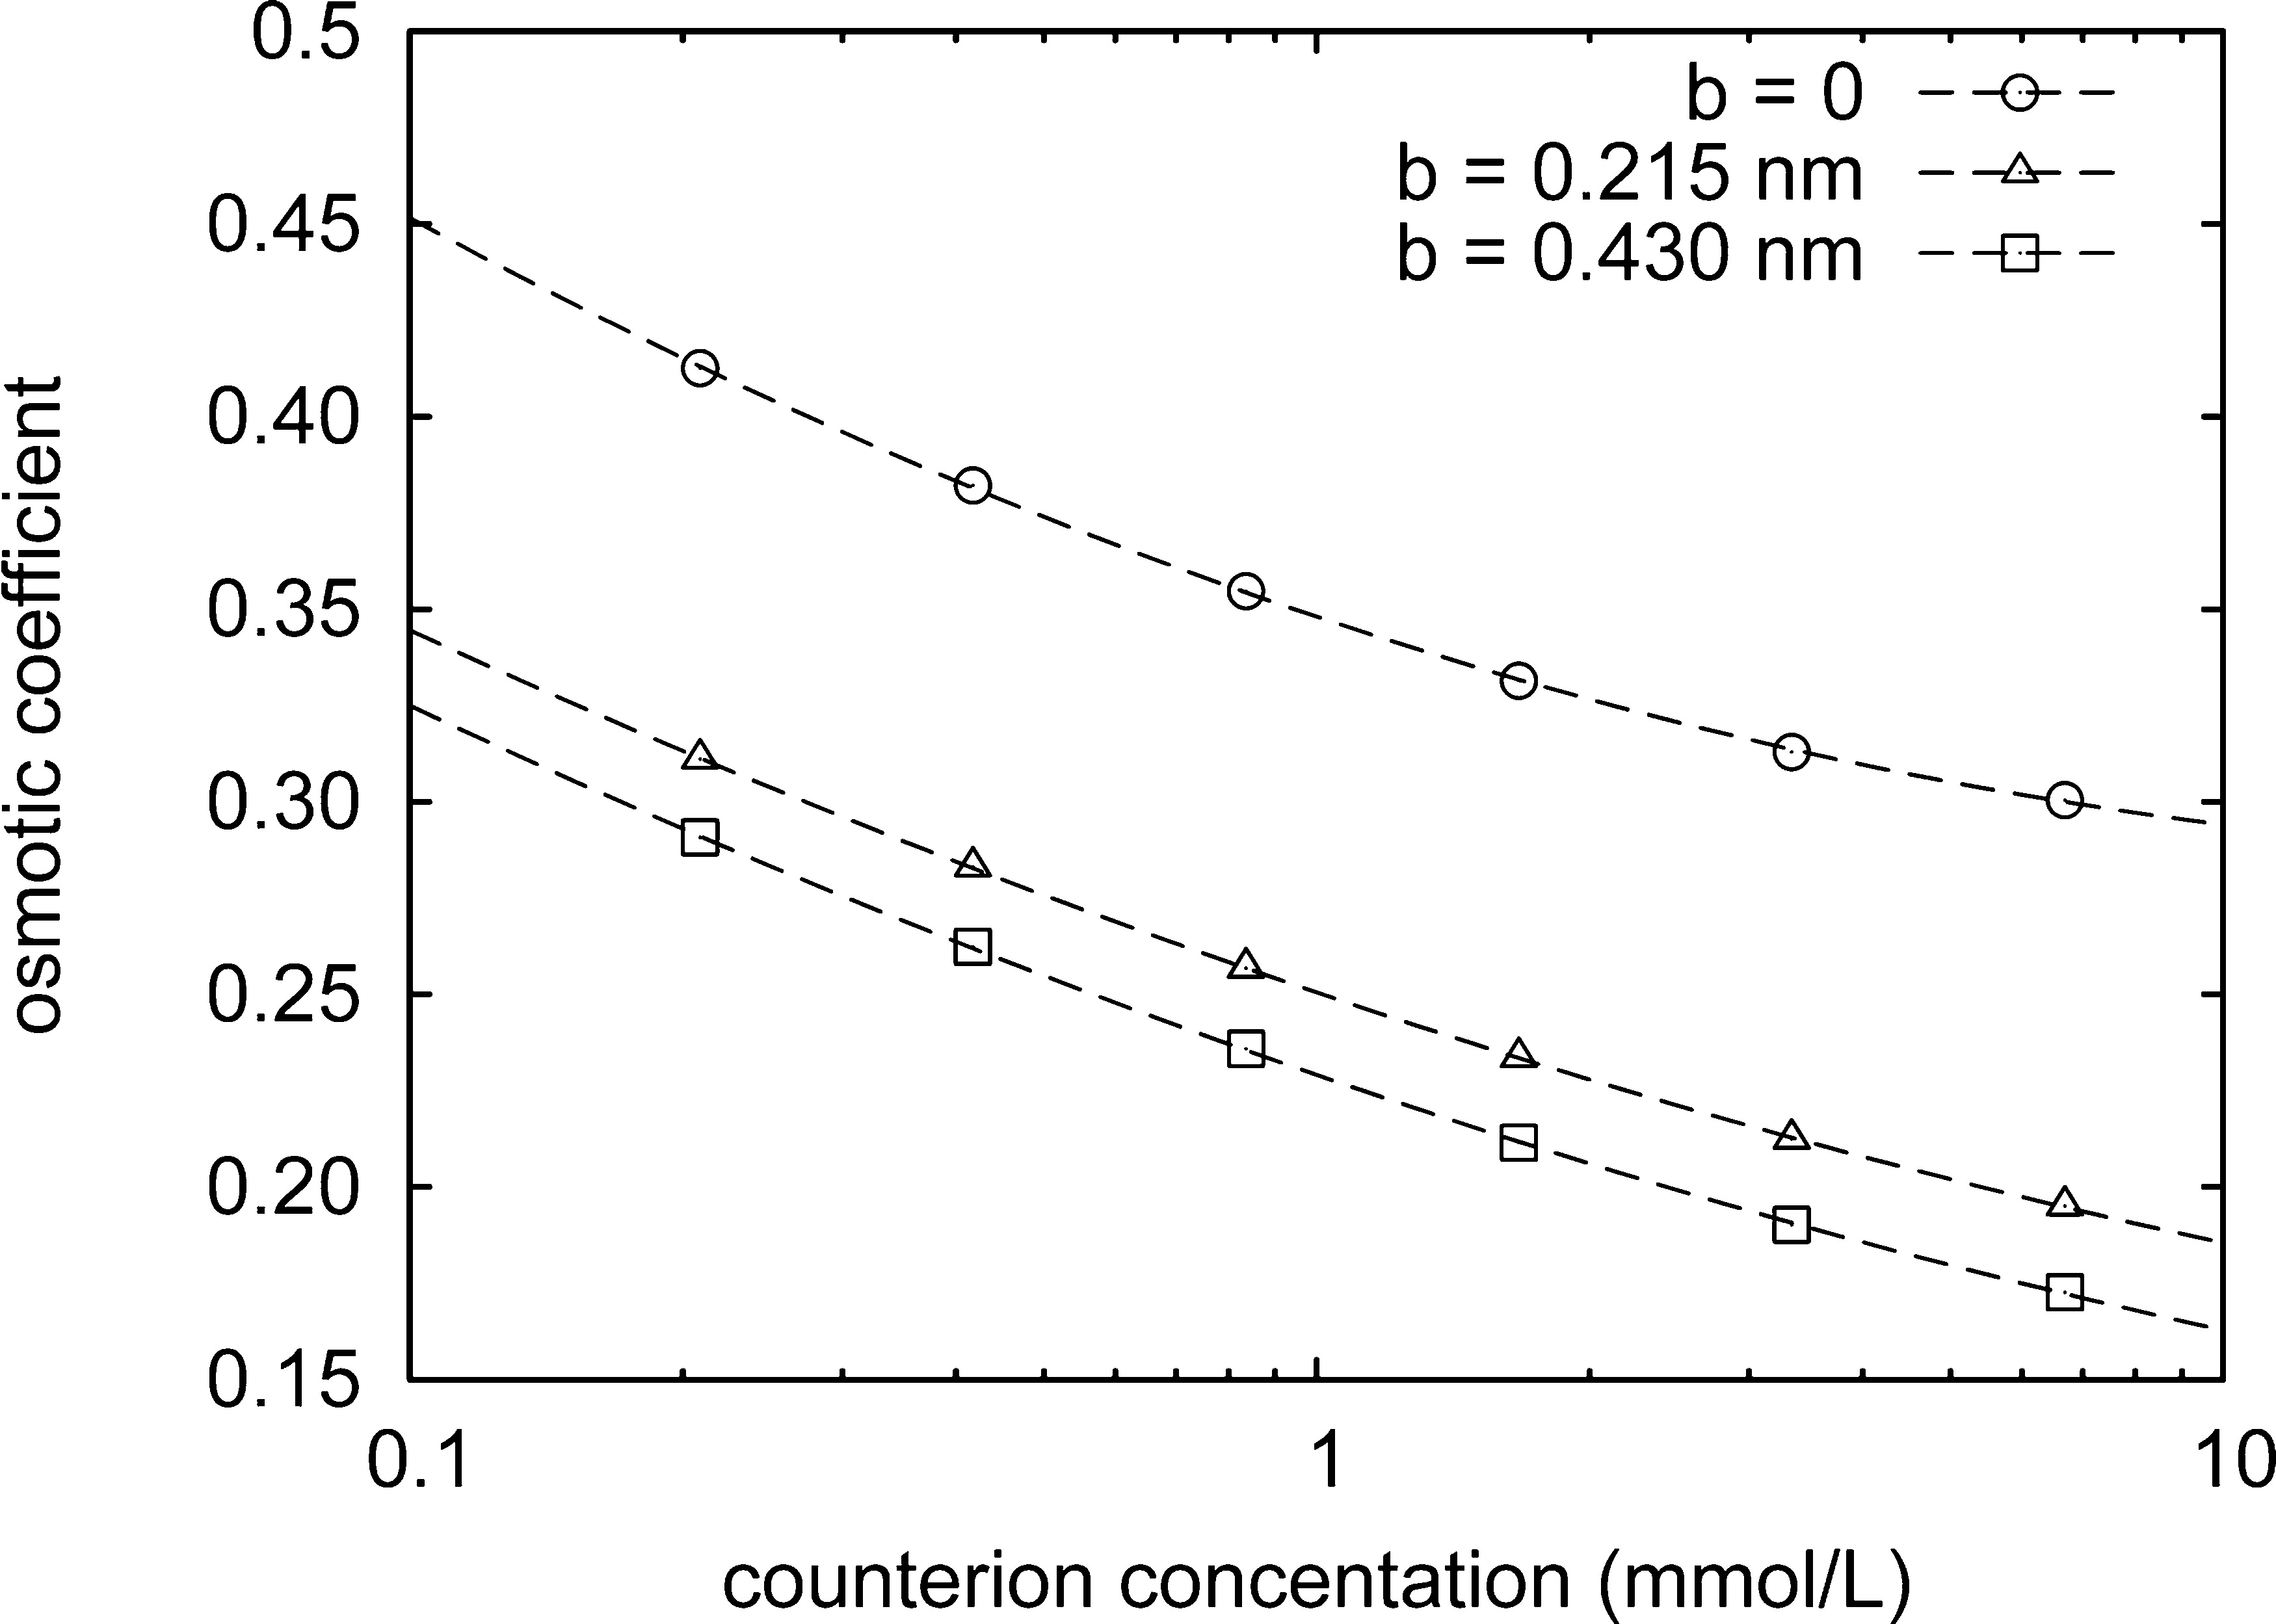 0.5
0.45
0.40
0.35
0.30
0.25
0.20
0.15
osmotic coefficient
b = 0
b = 0.215 nm
b = 0.430 nm
0.1 1 10
counterion concentation (mmol/L)